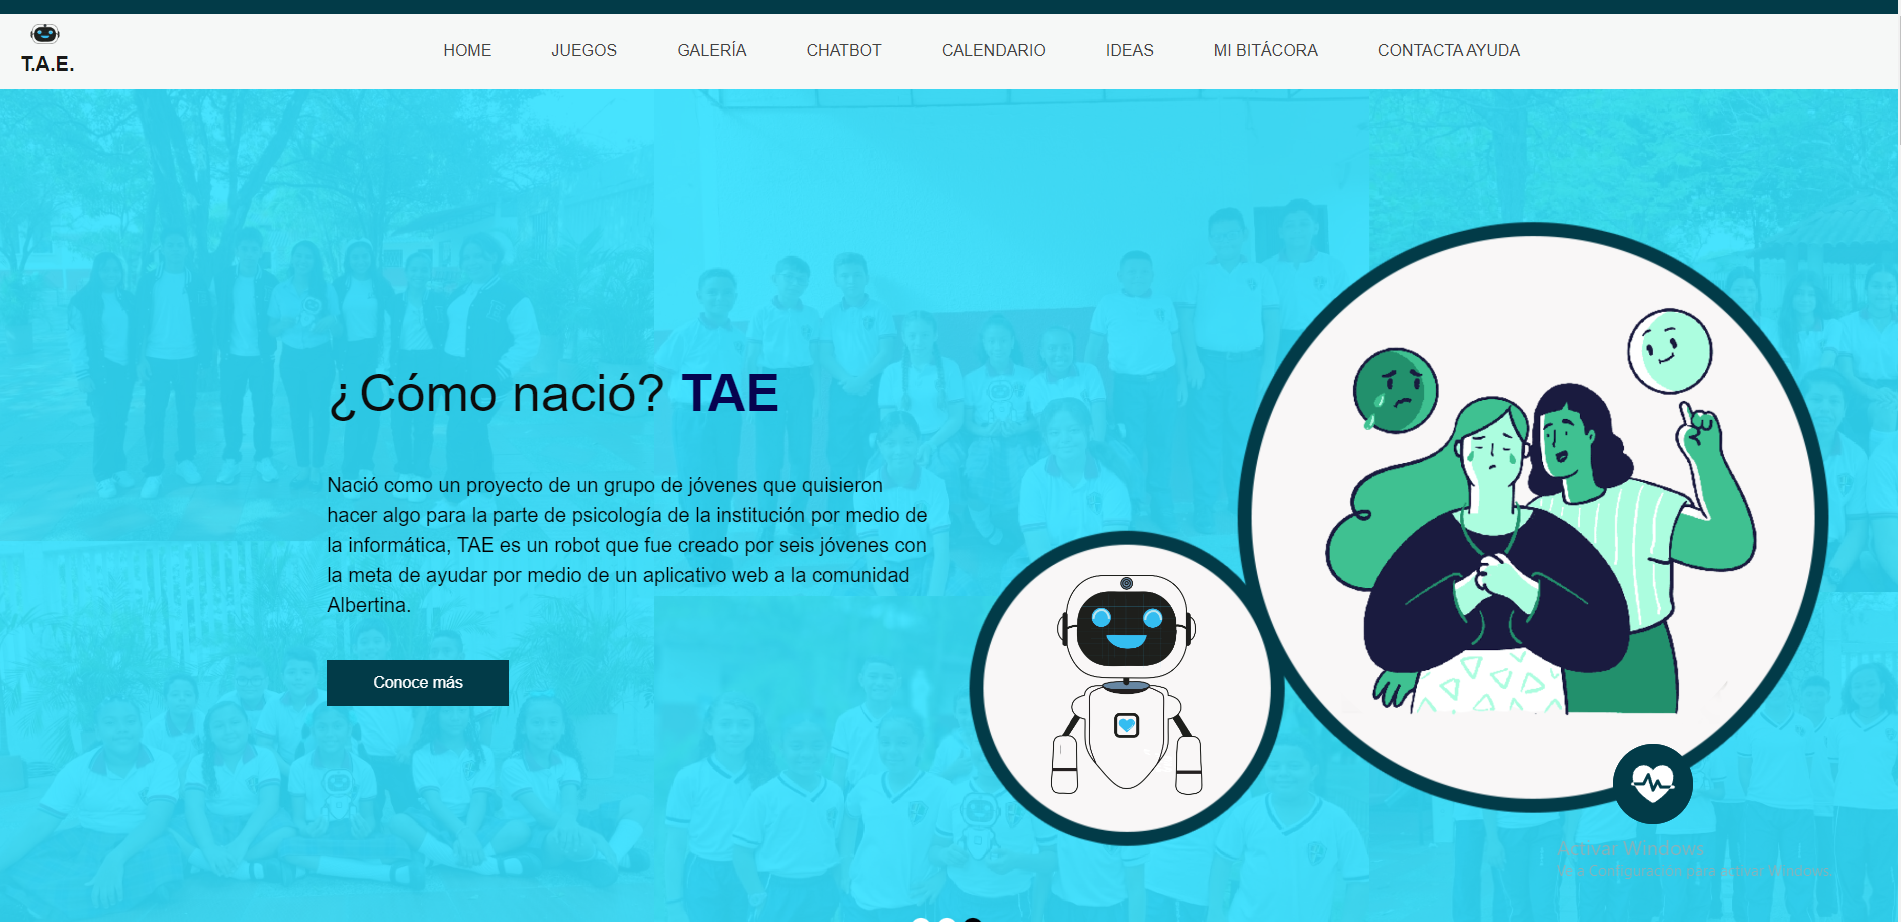 T.A.E.
HOME
JUEGOS
GALERÍA
CHATBOT
CALENDARIO
IDEAS
MI BITÁCORA
CONTACTA AYUDA
¿Cómo nació? TAE
Nació como un proyecto de un grupo de jóvenes que quisieron
hacer algo para la parte de psicología de la institución por medio de
la informática, TAE es un robot que fue creado por seis jóvenes con
la meta de ayudar por medio de un aplicativo web a la comunidad
Albertina.
Conoce más
Activar Windows
Ve a Configuración para activar Windows.